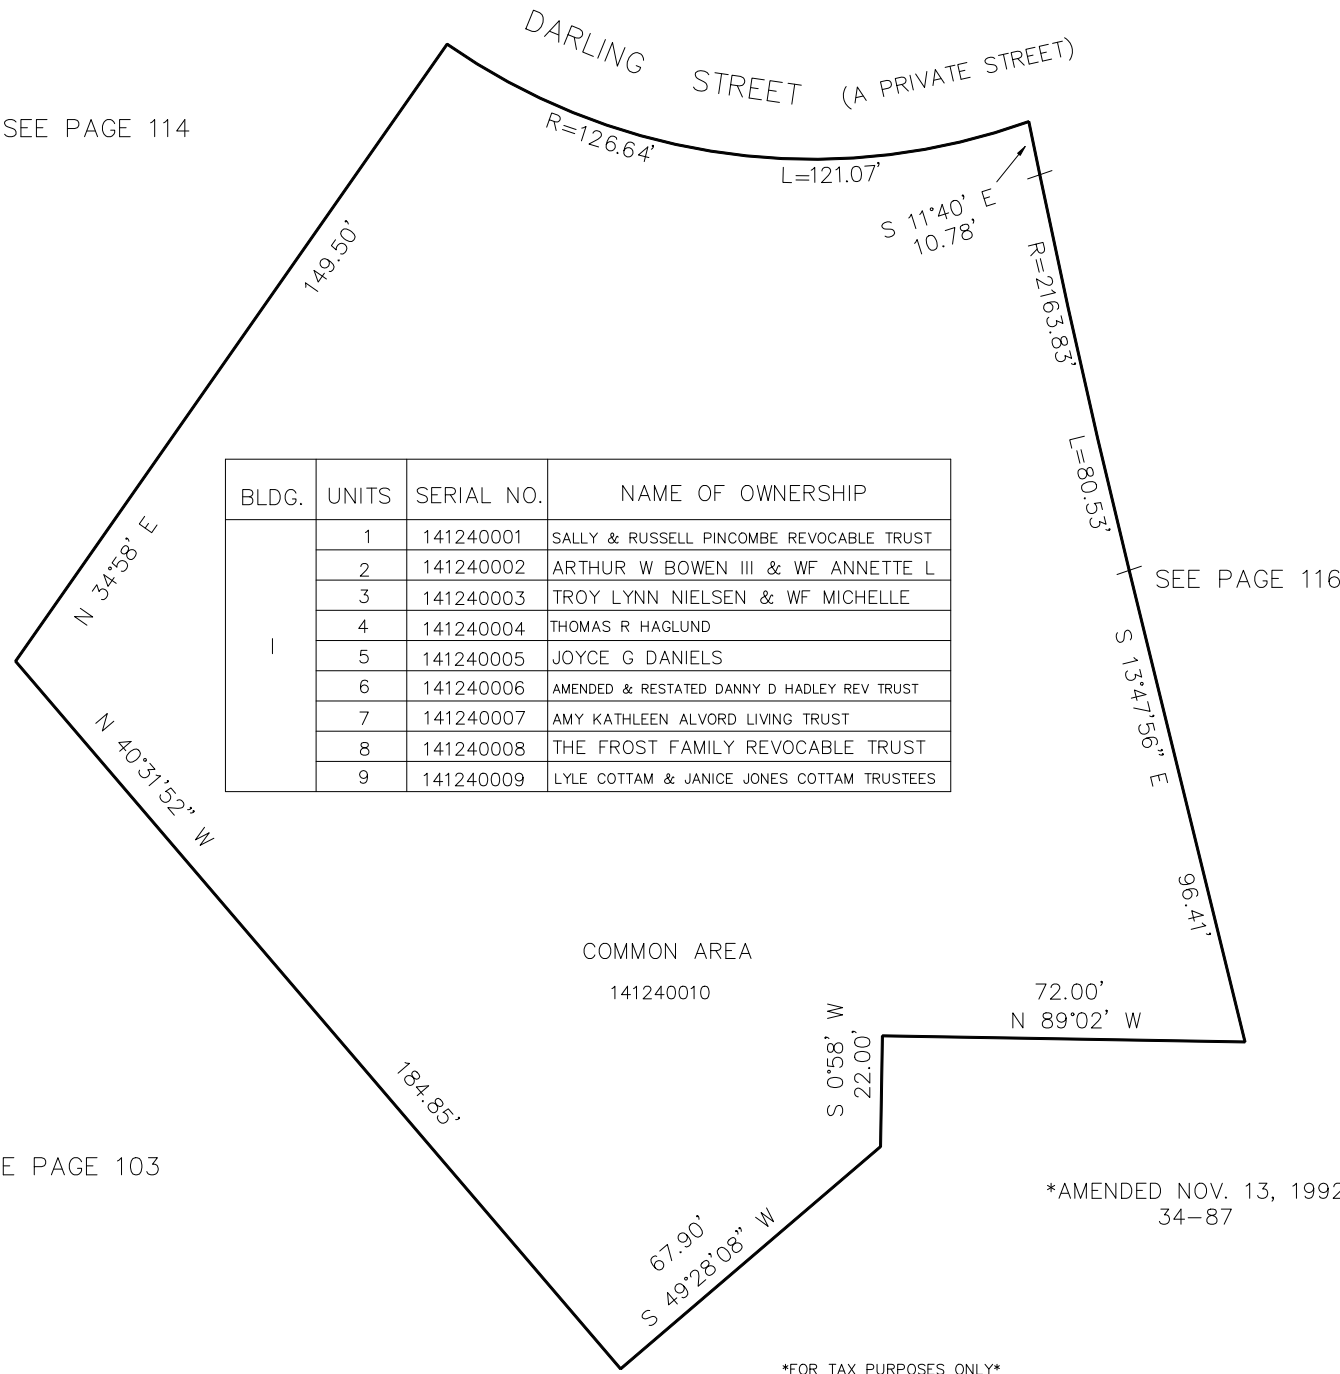 DARLING STREET (A PRIVATE STREET)
SEE PAGE 114
R=126.64'
L=121.07'
S 11°40' E
10.78'
149.50'
N 34°58' E
R=2163.83'
L=80.53'
SEE PAGE 116
S 13°47'56" E
96.41'
BLDG. UNITS SERIAL NO. NAME OF OWNERSHIP
1 141240001 SALLY & RUSSELL PINCOMBE REVOCABLE TRUST
2 141240002 ARTHUR W BOWEN III & WF ANNETTE L
3 141240003 TROY LYNN NIELSEN & WF MICHELLE
4 141240004 THOMAS R HAGLUND
I
5 141240005 JOYCE G DANIELS
6 141240006 AMENDED & RESTATED DANNY D HADLEY REV TRUST
7 141240007 AMY KATHLEEN ALVORD LIVING TRUST
8 141240008 THE FROST FAMILY REVOCABLE TRUST
9 141240009 LYLE COTTAM & JANICE JONES COTTAM TRUSTEES
N 40°31'52" W
184.85'
COMMON AREA
141240010
72.00'
N 89°02' W
S 0°58' W
22.00'
E PAGE 103
67.90'
S 49°28'08" W
*AMENDED NOV. 13, 1992
34-87
*FOR TAX PURPOSES ONLY*